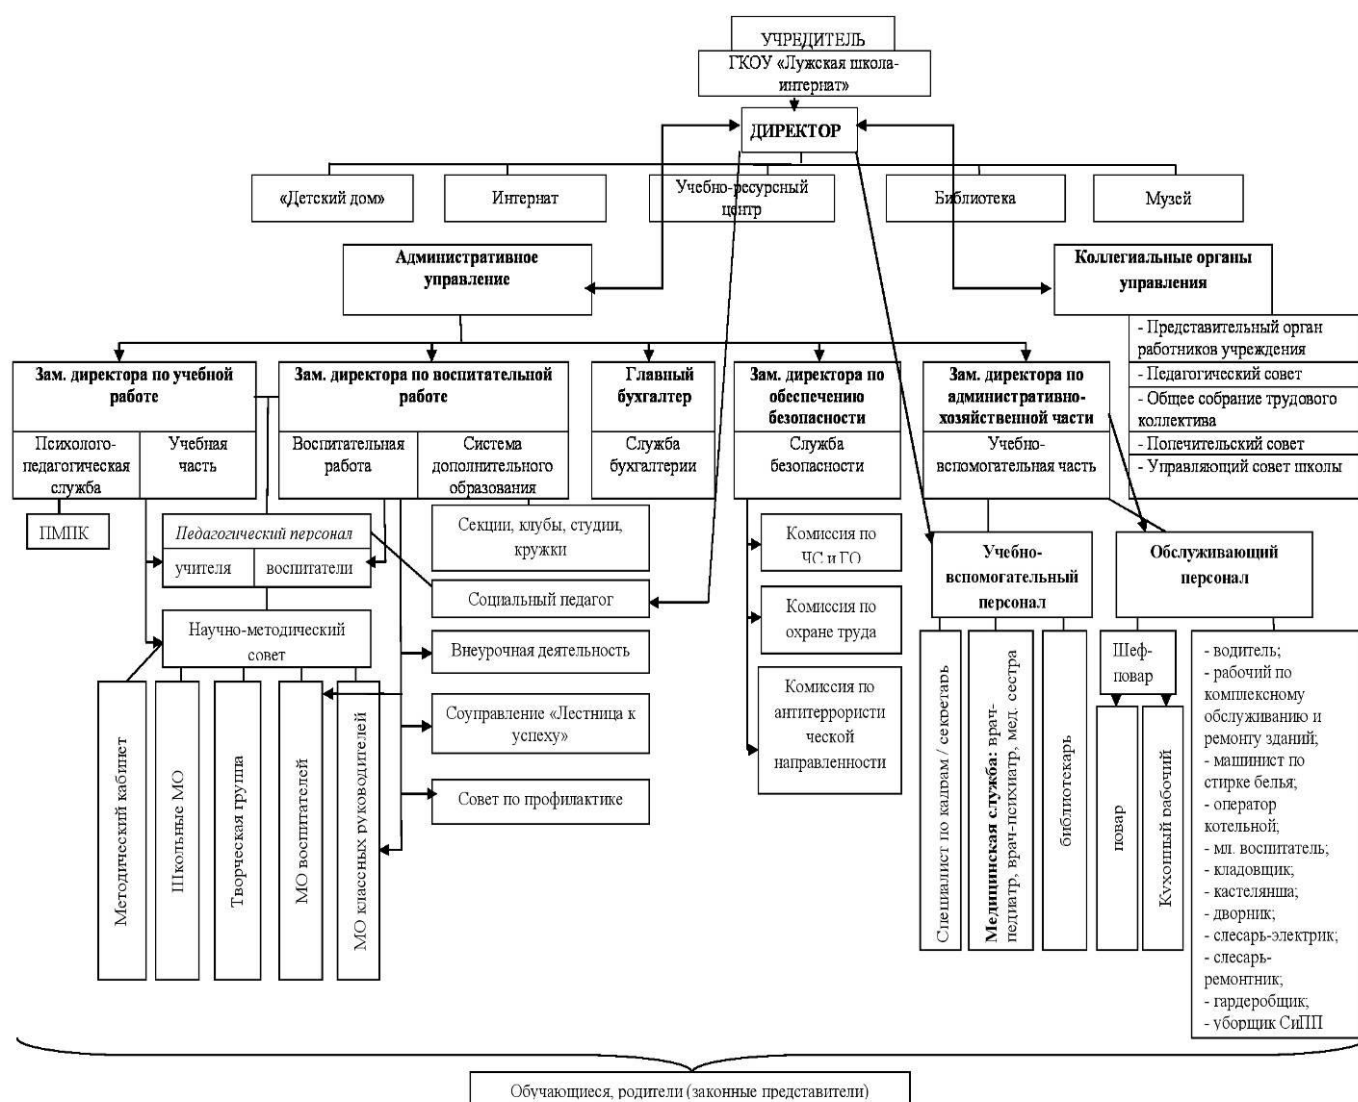 УЧРЕДИТЕЛЬ
ГКОУ «Лужская школа-
интернат»
ДИРЕКТОР
«Детский дом»
Интернат
Учебно-ресурсный
центр
Библиотека
Музей
Административное
управление
Коллегиальные органы
управления
- Представительный орган
работников учреждения
- Педагогический совет
- Общее собрание трудового
коллектива
- Попечительский совет
- Управляющий совет школы
Зам. директора по учебной
работе
Психолого-
педагогическая
служба
Учебная
часть
Зам. директора по воспитательной
работе
Воспитательная
работа
Система
дополнительного
образования
Главный
бухгалтер
Служба
бухгалтерии
Зам. директора по
обеспечению
безопасности
Служба
безопасности
Зам. директора по
административно-
хозяйственной части
Учебно-
вспомогательная часть
ПМПК
Педагогический персонал
учителя
воспитатели
Научно-методический
совет
Методический кабинет
Школьные МО
Творческая группа
МО воспитателей
МО классных руководителей
Секции, клубы, студии,
кружки
Социальный педагог
Внеурочная деятельность
Соуправление «Лестница к
успеху»
Совет по профилактике
Комиссия по
ЧС и ГО
Комиссия по
охране труда
Комиссия по
антитеррористи
ческой
направленности
Учебно-
вспомогательный
персонал
Специалист по кадрам / секретарь
Медицинская служба: врач-
педиатр, врач-психиатр, мед. сестра
библиотекарь
Обслуживающий
персонал
Шеф-
повар
повар
Кухонный рабочий
- водитель;
- рабочий по
комплексному
обслуживанию и
ремонту зданий;
- машинист по
стирке белья;
- оператор
котельной;
- мл. воспитатель;
- кладовщик;
- кастелянша;
- дворник;
- слесарь-электрик;
- слесарь-
ремонтник;
- гардеробщик;
- уборщик СиПП
Обучающиеся, родители (законные представители)